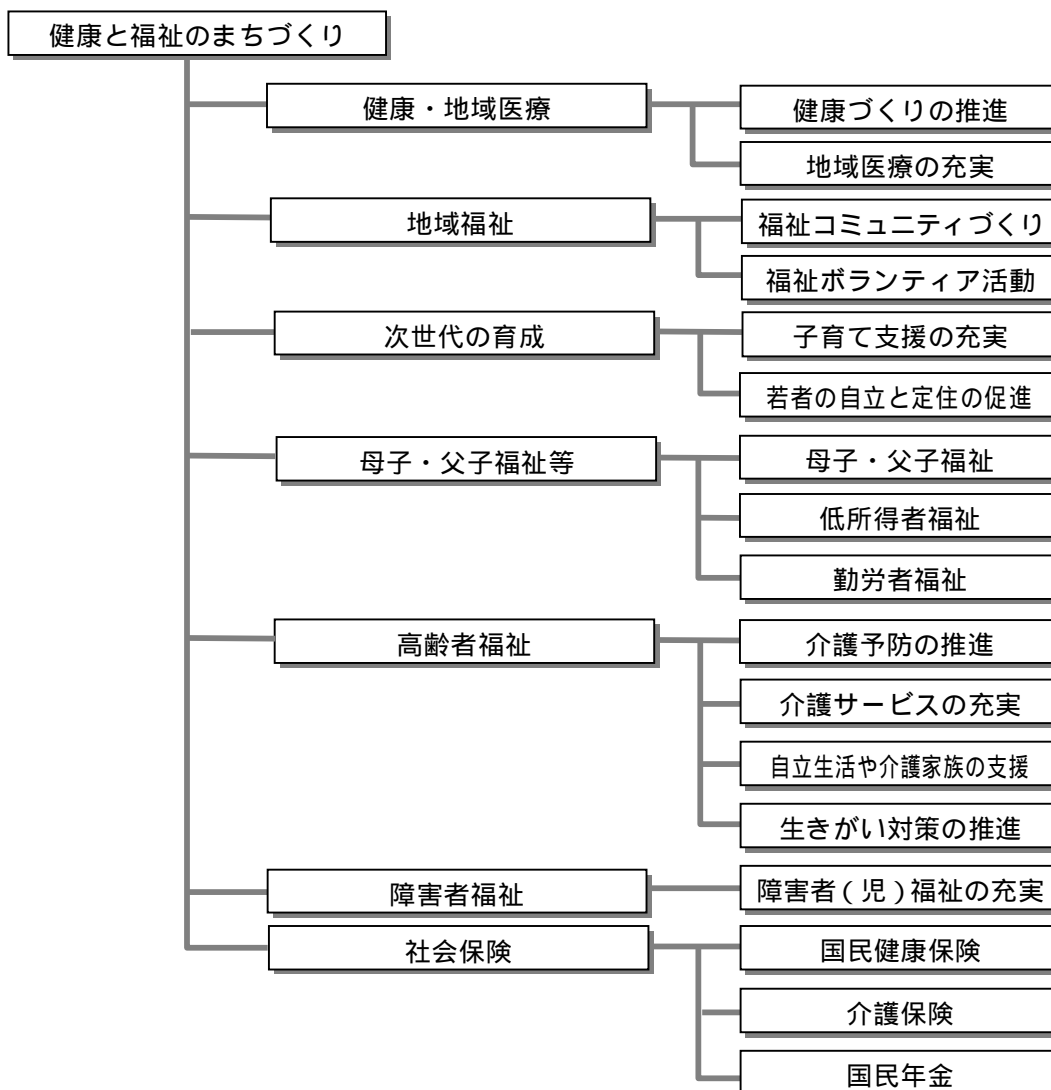 健康と福祉のまちづくり
健康・地域医療
健康づくりの推進
地域医療の充実
地域福祉
福祉コミュニティづくり
福祉ボランティア活動
次世代の育成
子育て支援の充実
若者の自立と定住の促進
母子・父子福祉等
母子・父子福祉
低所得者福祉
勤労者福祉
高齢者福祉
介護予防の推進
介護サービスの充実
自立生活や介護家族の支援
生きがい対策の推進
障害者福祉
障害者(児)福祉の充実
社会保険
国民健康保険
介護保険
国民年金